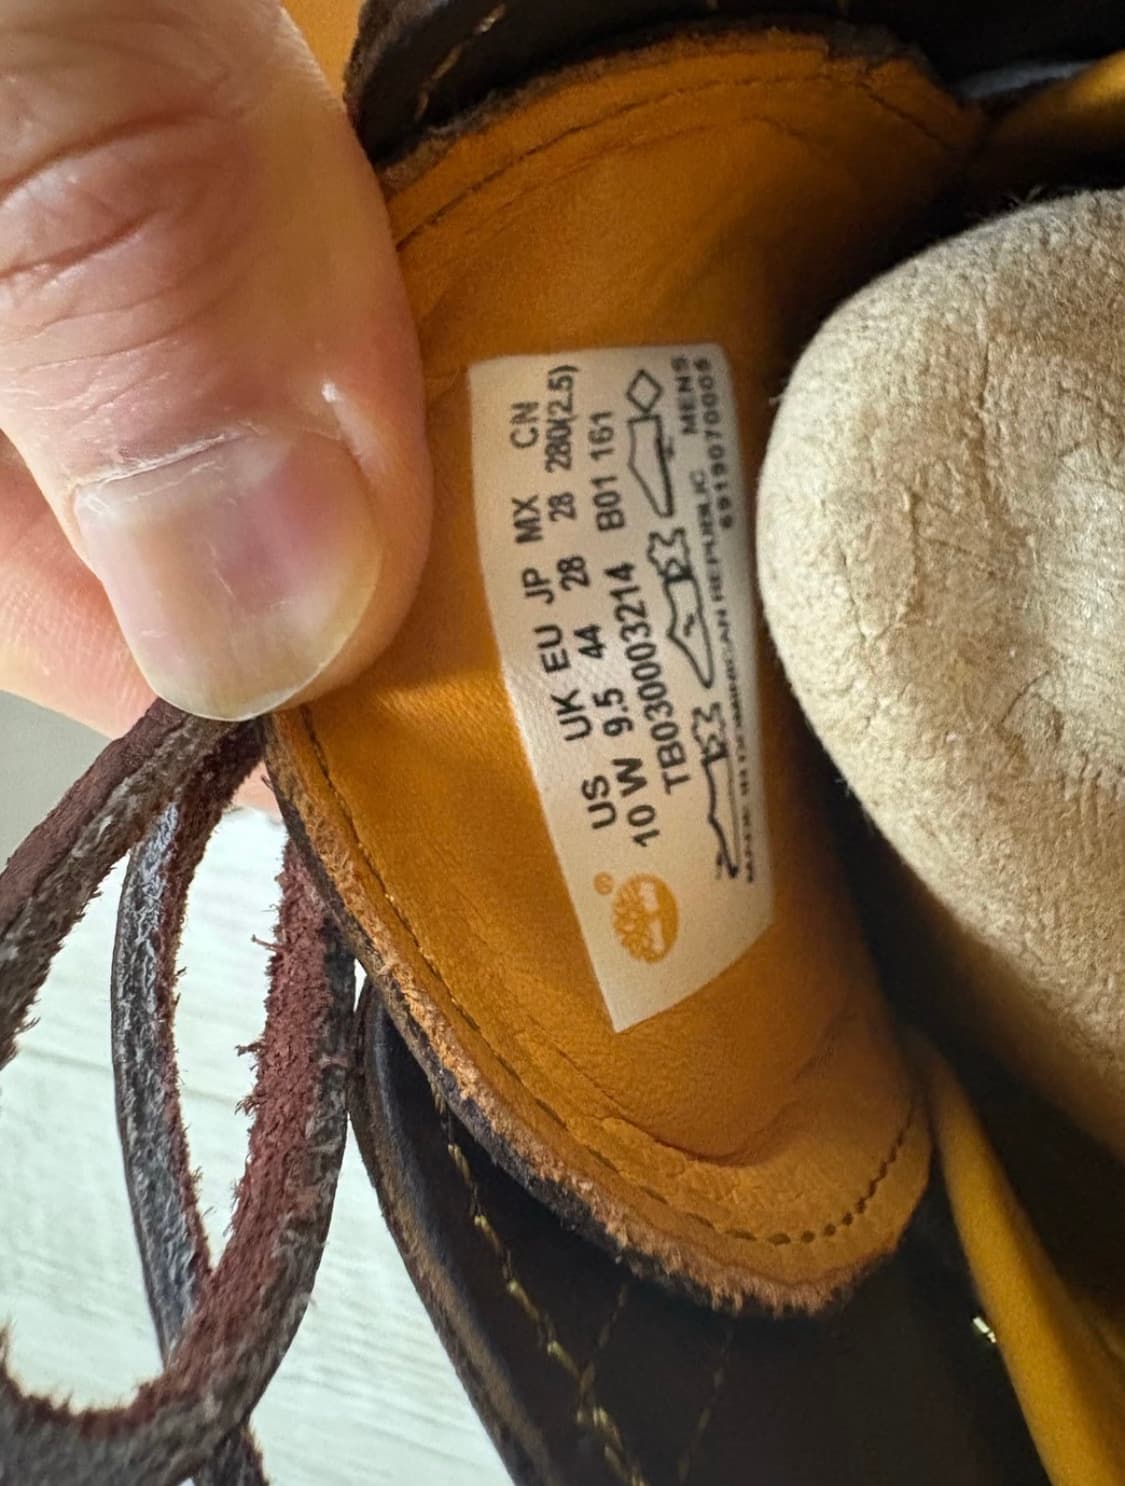 US UK EU JP MX CN
10 W 9.5 44 28 28 280(2.5)
TB0300003214 B01 161
MADE IN DOMINICAN REPUBLIC MENS
6919070005
®